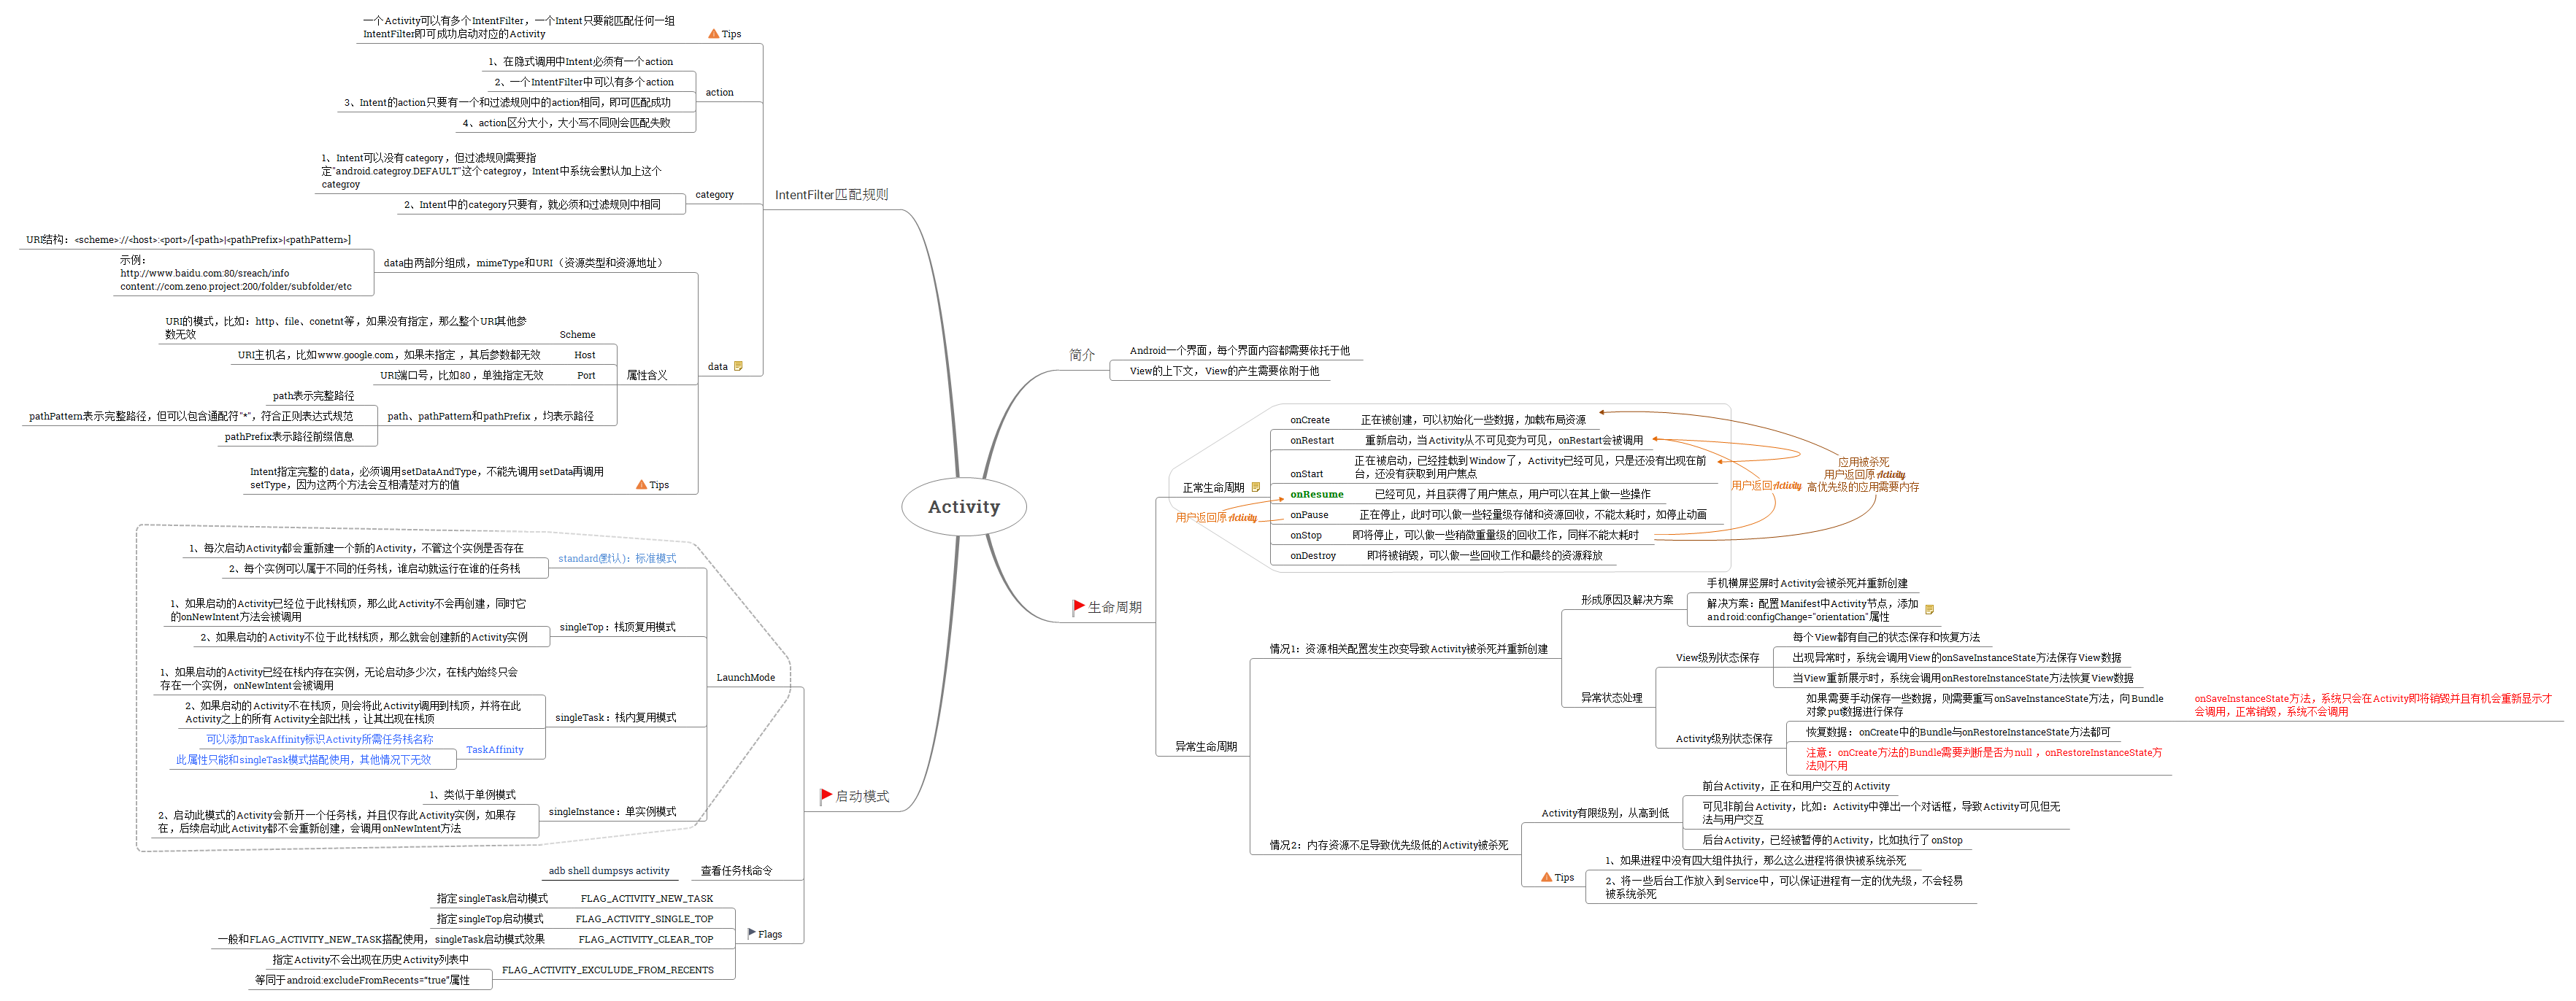 Activity
简介
Android一个界面，每个界面内容都需要依托于他
View的上下文，View的产生需要依附于他
生命周期
正常生命周期
onCreate
正在被创建，可以初始化一些数据，加载布局资源
onRestart
重新启动，当Activity从不可见变为可见，onRestart会被调用
onStart
正在被启动，已经挂载到Window了，Activity已经可见，只是还没有出现在前
台，还没有获取到用户焦点
onResume
已经可见，并且获得了用户焦点，用户可以在其上做一些操作
onPause
正在停止，此时可以做一些轻量级存储和资源回收，不能太耗时，如停止动画
onStop
即将停止，可以做一些稍微重量级的回收工作，同样不能太耗时
onDestroy
即将被销毁，可以做一些回收工作和最终的资源释放
用户返回原Activity
用户返回Activity
应用被杀死
用户返回原Activity
高优先级的应用需要内存
异常生命周期
情况1：资源相关配置发生改变导致Activity被杀死并重新创建
形成原因及解决方案
手机横屏竖屏时Activity会被杀死并重新创建
解决方案：配置Manifest中Activity节点，添加
android:configChange="orientation"属性
异常状态处理
View级别状态保存
每个View都有自己的状态保存和恢复方法
出现异常时，系统会调用View的onSaveInstanceState方法保存View数据
当View重新展示时，系统会调用onRestoreInstanceState方法恢复View数据
Activity级别状态保存
如果需要手动保存一些数据，则需要重写onSaveInstanceState方法，向Bundle
对象put数据进行保存
onSaveInstanceState方法，系统只会在Activity即将销毁并且有机会重新显示才
会调用，正常销毁，系统不会调用
恢复数据：onCreate中的Bundle与onRestoreInstanceState方法都可
注意：onCreate方法的Bundle需要判断是否为null，onRestoreInstanceState方
法则不用
情况2：内存资源不足导致优先级低的Activity被杀死
Activity有限级别，从高到低
前台Activity，正在和用户交互的Activity
可见非前台Activity，比如：Activity中弹出一个对话框，导致Activity可见但无
法与用户交互
后台Activity，已经被暂停的Activity，比如执行了onStop
Tips
1、如果进程中没有四大组件执行，那么这么进程将很快被系统杀死
2、将一些后台工作放入到Service中，可以保证进程有一定的优先级，不会轻易
被系统杀死
IntentFilter匹配规则
Tips
一个Activity可以有多个IntentFilter，一个Intent只要能匹配任何一组
IntentFilter即可成功启动对应的Activity
action
1、在隐式调用中Intent必须有一个action
2、一个IntentFilter中可以有多个action
3、Intent的action只要有一个和过滤规则中的action相同，即可匹配成功
4、action区分大小，大小写不同则会匹配失败
category
1、Intent可以没有category，但过滤规则需要指
定"android.categroy.DEFAULT"这个categroy，Intent中系统会默认加上这个
categroy
2、Intent中的category只要有，就必须和过滤规则中相同
data
data由两部分组成，mimeType和URI（资源类型和资源地址）
URI结构：<scheme>://<host>:<port>/[<path>|<pathPrefix>|<pathPattern>]
示例：
http://www.baidu.com:80/sreach/info
content://com.zeno.project:200/folder/subfolder/etc
属性含义
Scheme
URI的模式，比如：http、file、conetnt等，如果没有指定，那么整个URI其他参
数无效
Host
URI主机名，比如www.google.com，如果未指定，其后参数都无效
Port
URI端口号，比如80，单独指定无效
path、pathPattern和pathPrefix，均表示路径
path表示完整路径
pathPattern表示完整路径，但可以包含通配符"*"，符合正则表达式规范
pathPrefix表示路径前缀信息
Tips
Intent指定完整的data，必须调用setDataAndType，不能先调用setData再调用
setType，因为这两个方法会互相清楚对方的值
启动模式
LaunchMode
standard(默认)：标准模式
1、每次启动Activity都会重新建一个新的Activity，不管这个实例是否存在
2、每个实例可以属于不同的任务栈，谁启动就运行在谁的任务栈
singleTop：栈顶复用模式
1、如果启动的Activity已经位于此栈栈顶，那么此Activity不会再创建，同时它
的onNewIntent方法会被调用
2、如果启动的Activity不位于此栈栈顶，那么就会创建新的Activity实例
singleTask：栈内复用模式
1、如果启动的Activity已经在栈内存在实例，无论启动多少次，在栈内始终只会
存在一个实例，onNewIntent会被调用
2、如果启动的Activity不在栈顶，则会将此Activity调用到栈顶，并将在此
Activity之上的所有Activity全部出栈，让其出现在栈顶
TaskAffinity
可以添加TaskAffinity标识Activity所需任务栈名称
此属性只能和singleTask模式搭配使用，其他情况下无效
singleInstance：单实例模式
1、类似于单例模式
2、启动此模式的Activity会新开一个任务栈，并且仅存此Activity实例，如果存
在，后续启动此Activity都不会重新创建，会调用onNewIntent方法
查看任务栈命令
adb shell dumpsys activity
Flags
FLAG_ACTIVITY_NEW_TASK
指定singleTask启动模式
FLAG_ACTIVITY_SINGLE_TOP
指定singleTop启动模式
FLAG_ACTIVITY_CLEAR_TOP
一般和FLAG_ACTIVITY_NEW_TASK搭配使用，singleTask启动模式效果
FLAG_ACTIVITY_EXCULUDE_FROM_RECENTS
指定Activity不会出现在历史Activity列表中
等同于android:excludeFromRecents="true"属性